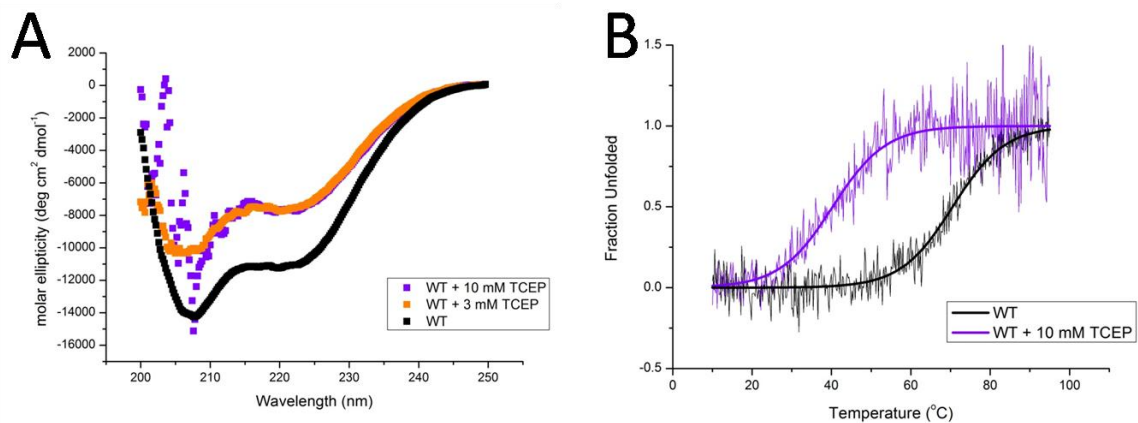 A
molar ellipticity (deg cm² dmol⁻¹)
2000
0
-2000
-4000
-6000
-8000
-10000
-12000
-14000
-16000
200 210 220 230 240 250
Wavelength (nm)
WT + 10 mM TCEP
WT + 3 mM TCEP
WT
B
Fraction Unfolded
1.5
1.0
0.5
0.0
-0.5
0 20 40 60 80 100
Temperature (°C)
WT
WT + 10 mM TCEP